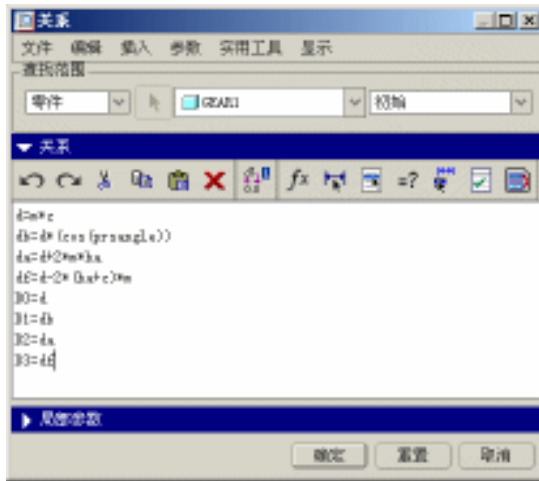 关系
文件 编辑 插入 参数 实用工具 显示
查找范围
零件 GEAR1 初始
关系
fx =?
d=m*z
db=d*(cos(prsangle))
da=d+2*m*ha
df=d-2*(ha+c)*m
D0=d
D1=db
D2=da
D3=df
局部参数
确定 重置 取消